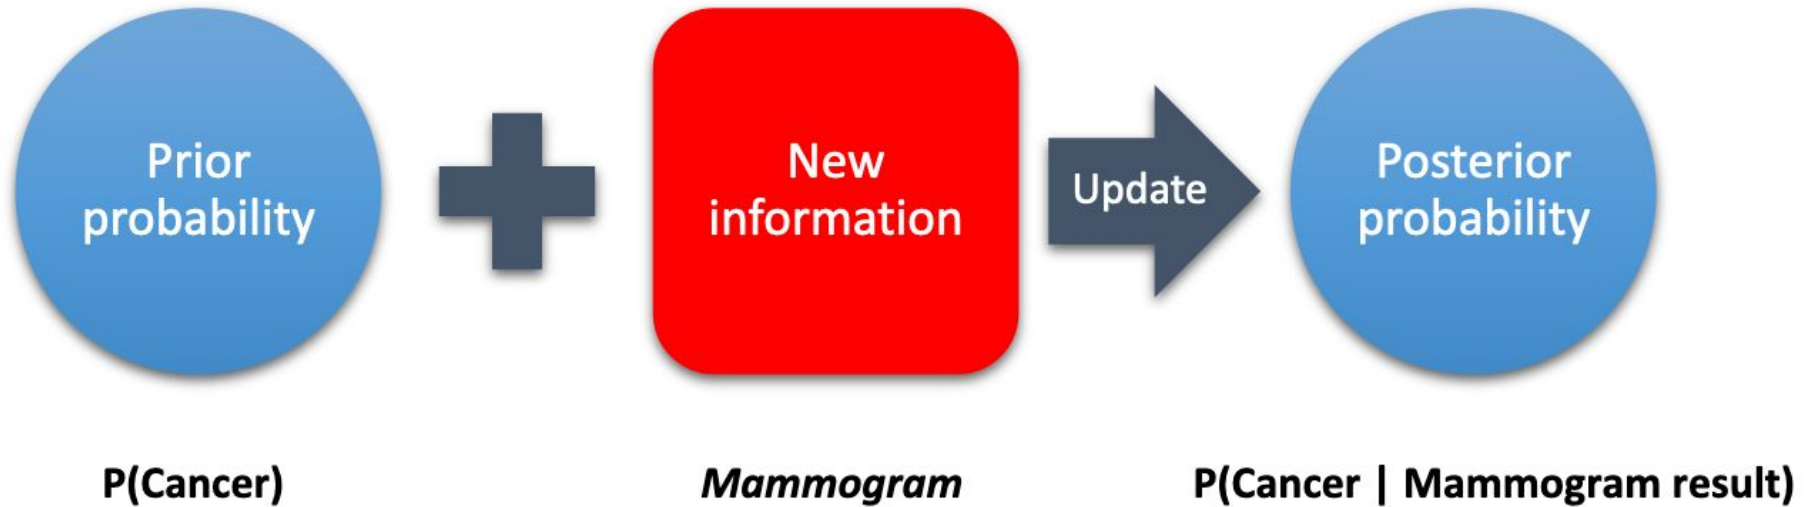 Prior
probability
New
information
Update
Posterior
probability
P(Cancer)
Mammogram
P(Cancer | Mammogram result)